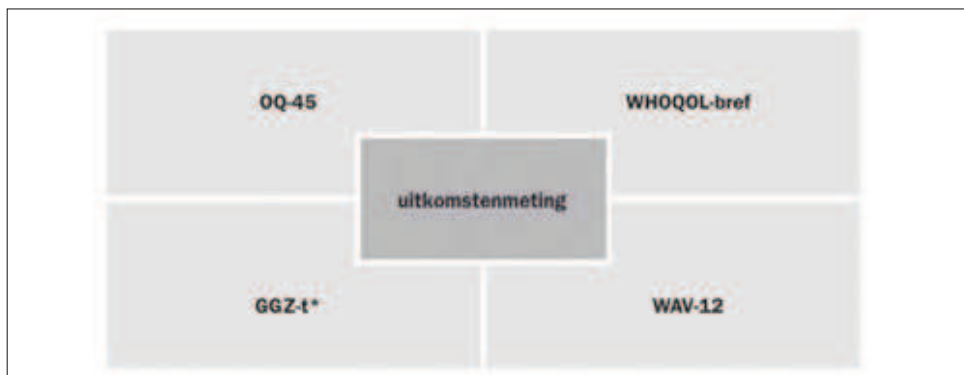 OQ-45
WHOQOL-bref
uitkomstenmeting
GGZ-t*
WAV-12